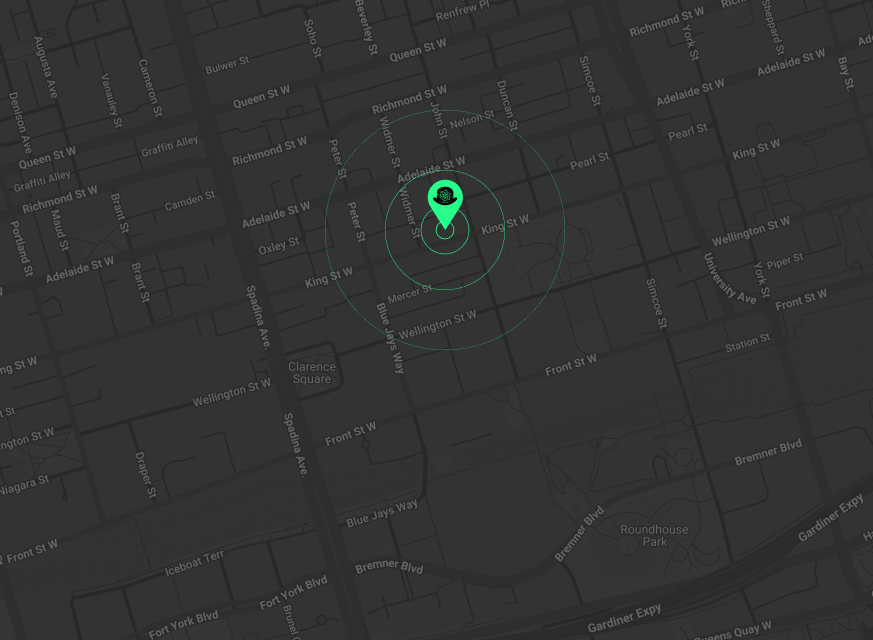 Renfrew Pl
Richmond St W
Beverley St
Soho St
Queen St W
York St
Sheppard St
Augusta Ave
Bulwer St
Cameron St
Vanauley St
Simcoe St
Adelaide St W
Bay St.
Queen St W
Richmond St W
Duncan St
Denison Ave
John St
Nelson St
Adelaide St W
Pearl St
Graffiti Alley
Widmer St
King St W
Queen St W
Richmond St W
Peter St
Pearl St
Graffiti Alley
Adelaide St W
Richmond St W
Camden St
Widmer St
Brant St
Adelaide St W
Peter St
King St W
Maud St
Wellington St W
Portland St
Oxley St
Piper St
Adelaide St W
King St W
University Ave
York St
Brant St
Mercer St
Simcoe St
Front St W
Spadina Ave.
Wellington St W
Blue Jays Way
Station St
Clarence
Square
Front St W
Wellington St W
Front St W
Spadina Ave.
Bremner Blvd
Draper St
Niagara St
Blue Jays Way
Bremner Blvd
Gardiner Expy
Roundhouse
Park
Front St W
Iceboat Terr
Bremner Blvd
Fort York Blvd
Gardiner Expy
Fort York Blvd
Queens Quay W